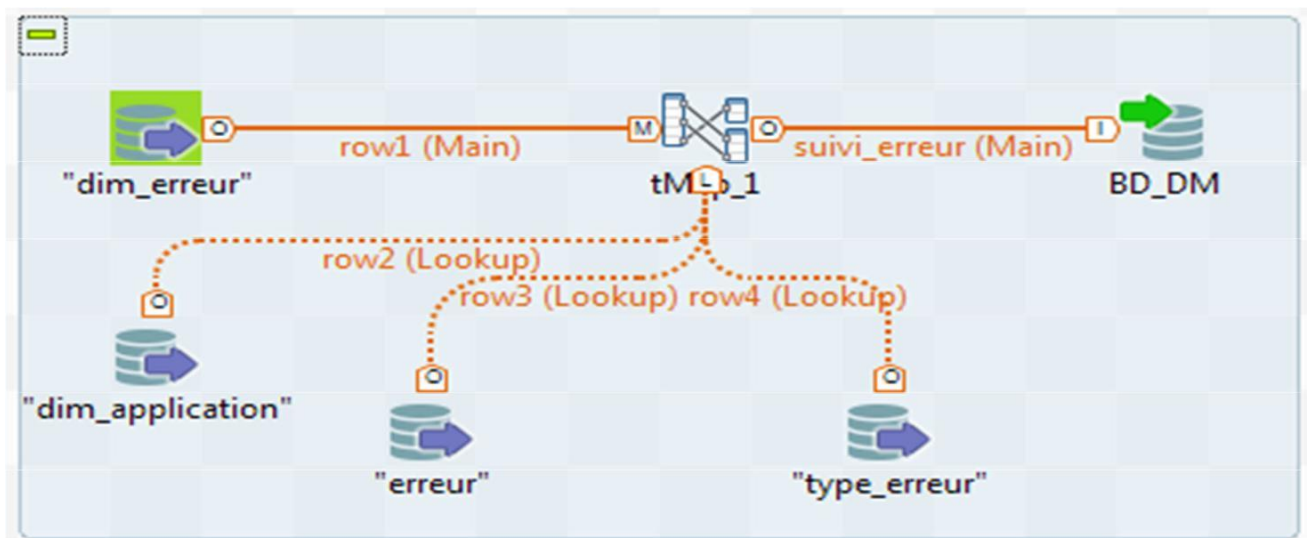 O
row1 (Main)
M
O
suivi_erreur (Main)
I
"dim_erreur"
L
BD_DM
row2 (Lookup)
row3 (Lookup)
row4 (Lookup)
O
O
O
"dim_application"
"erreur"
"type_erreur"